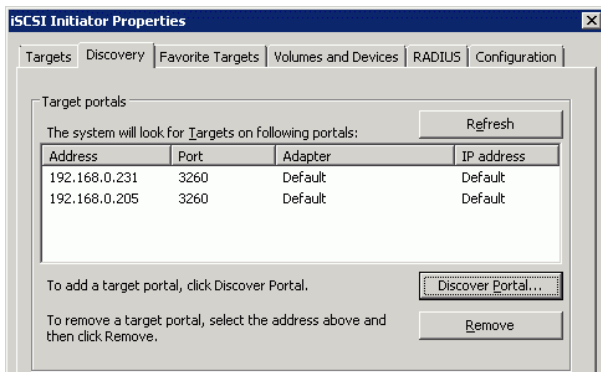 iSCSI Initiator Properties
Targets Discovery Favorite Targets Volumes and Devices RADIUS Configuration
Target portals
Refresh
The system will look for Targets on following portals:
Address Port Adapter IP address
192.168.0.231 3260 Default Default
192.168.0.205 3260 Default Default
To add a target portal, click Discover Portal.
Discover Portal...
To remove a target portal, select the address above and
then click Remove.
Remove